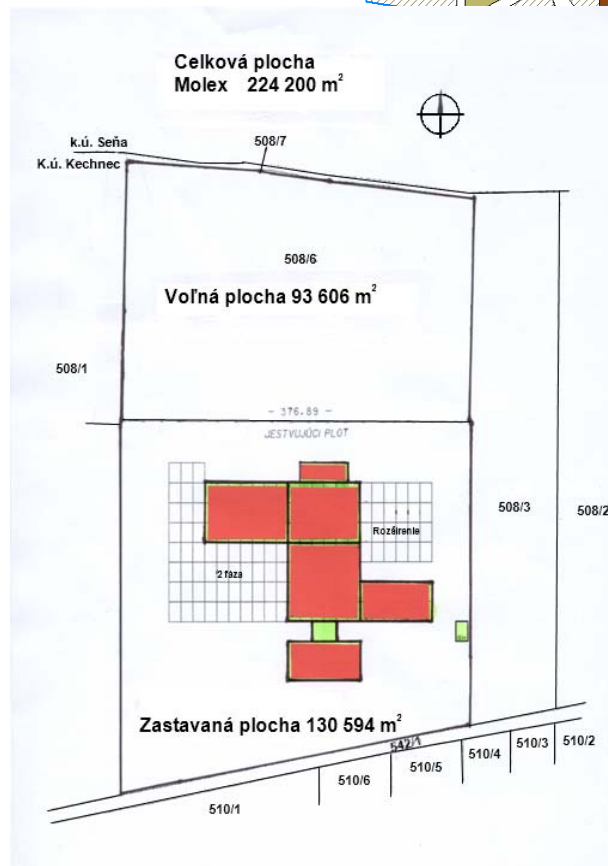 Celková plocha
Molex 224 200 m²
k.ú. Seňa
508/7
K.ú. Kechnec
508/6
Voľná plocha 93 606 m²
508/1
- 376.89 -
JESTVUJÚCI PLOT
508/3
508/2
Rozšírenie
2 fáza
Zastavaná plocha 130 594 m²
542/1
510/1
510/6
510/5
510/4
510/3
510/2